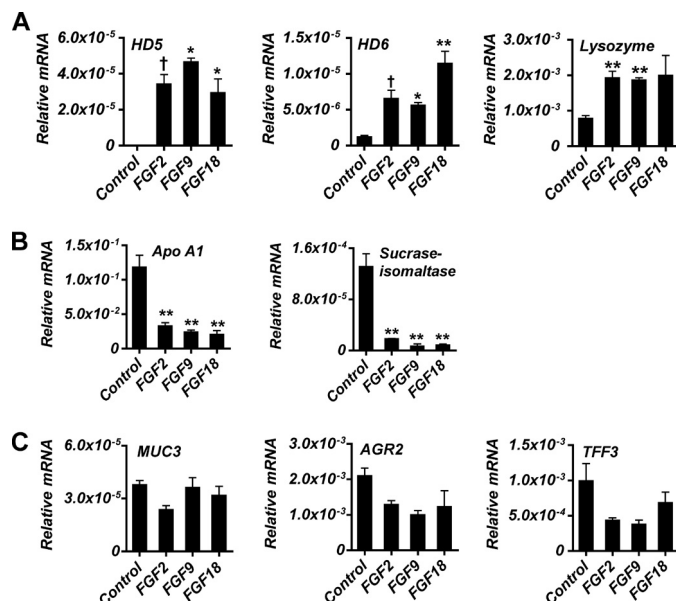 A
HD5
Relative mRNA
6.0x10-5
4.0x10-5
2.0x10-5
0
† * *
Control FGF2 FGF9 FGF18
HD6
Relative mRNA
1.5x10-5
1.0x10-5
5.0x10-6
0
† * **
Control FGF2 FGF9 FGF18
Lysozyme
Relative mRNA
3.0x10-3
2.0x10-3
1.0x10-3
0
** **
Control FGF2 FGF9 FGF18
B
Apo A1
Relative mRNA
1.5x10-1
1.0x10-1
5.0x10-2
0
** ** **
Control FGF2 FGF9 FGF18
Sucrase-
isomaltase
Relative mRNA
1.6x10-4
8.0x10-5
0
** ** **
Control FGF2 FGF9 FGF18
C
MUC3
Relative mRNA
6.0x10-5
3.0x10-5
0
Control FGF2 FGF9 FGF18
AGR2
Relative mRNA
3.0x10-3
2.0x10-3
1.0x10-3
0
Control FGF2 FGF9 FGF18
TFF3
Relative mRNA
1.5x10-3
1.0x10-3
5.0x10-4
0
Control FGF2 FGF9 FGF18